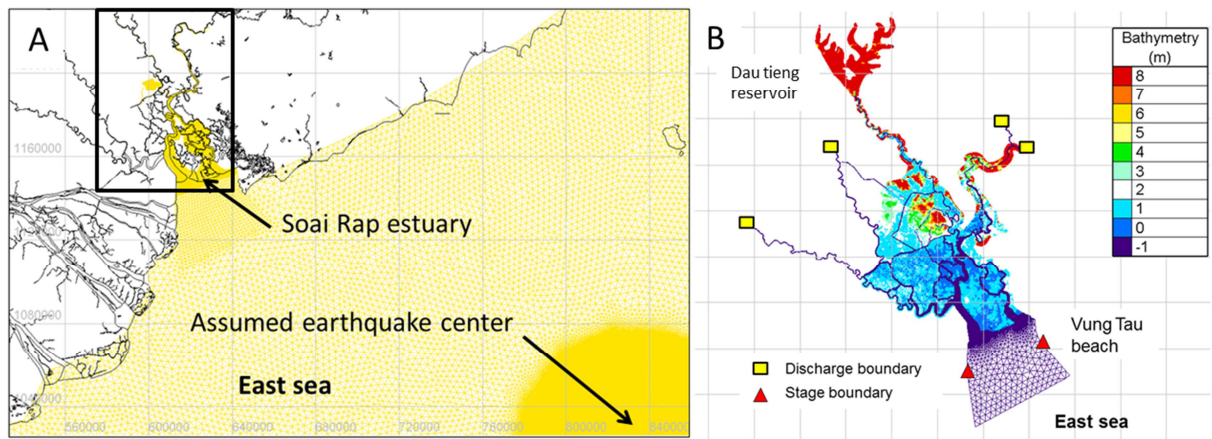 A
1160000
Soai Rap estuary
1080000
Assumed earthquake center
East sea
1040000
560000
600000
640000
680000
720000
760000
800000
840000
B
Dau tieng
reservoir
Bathymetry
(m)
8
7
6
5
4
3
2
1
0
-1
Vung Tau
beach
Discharge boundary
Stage boundary
East sea